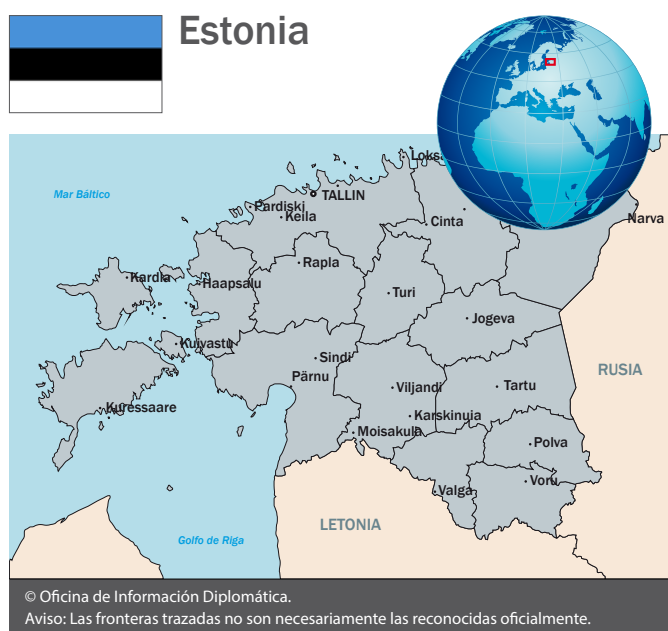 Estonia
Mar Báltico
TALLIN
Pardiski
Keila
Cinta
Narva
Kardla
Haapsalu
Rapla
Turi
Jogeva
Kuivastu
Sindi
Pärnu
RUSIA
Viljandi
Tartu
Kuressaare
Karskinuia
Moisakula
Polva
Valga
Voru
LETONIA
Golfo de Riga
© Oficina de Información Diplomática.
Aviso: Las fronteras trazadas no son necesariamente las reconocidas oficialmente.